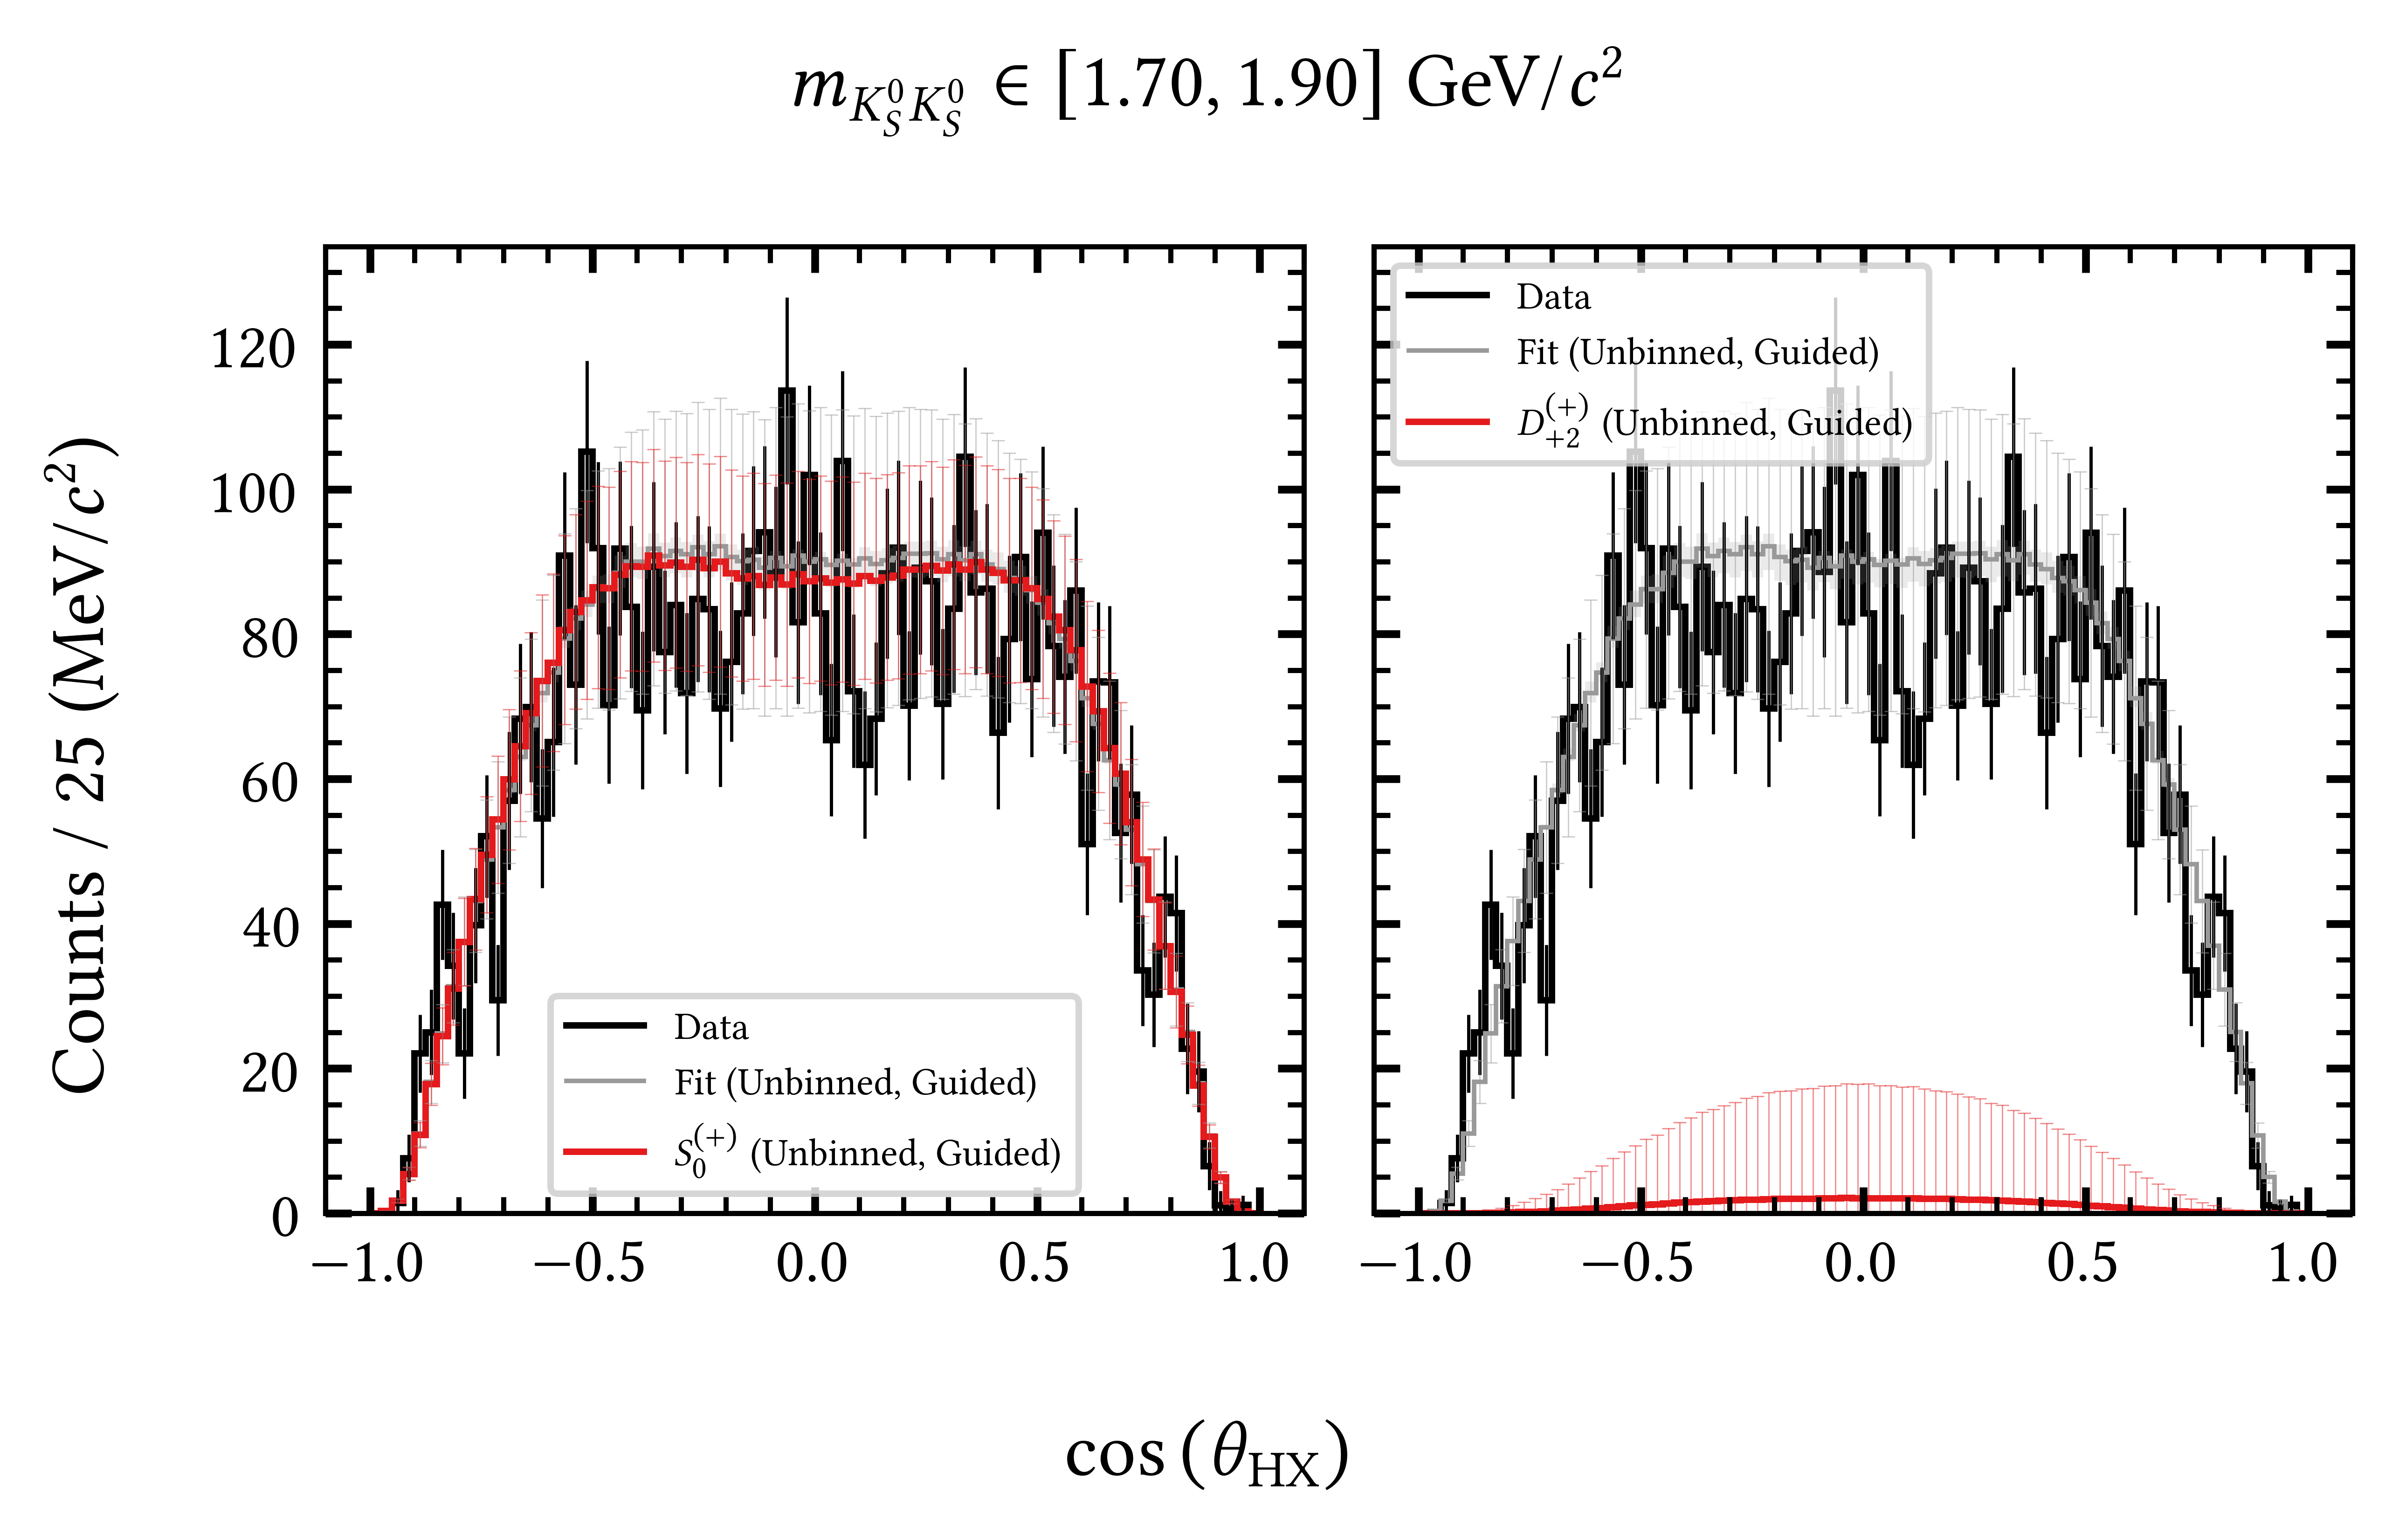 m_{K_S^0 K_S^0} ∈ [1.70, 1.90] GeV/c²
Counts / 25 (MeV/c²)
120
100
80
60
40
20
0
Data
Fit (Unbinned, Guided)
S_0^{(+)} (Unbinned, Guided)
−1.0 −0.5 0.0 0.5 1.0
Data
Fit (Unbinned, Guided)
D_{+2}^{(+)} (Unbinned, Guided)
−1.0 −0.5 0.0 0.5 1.0
cos (θ_{HX})